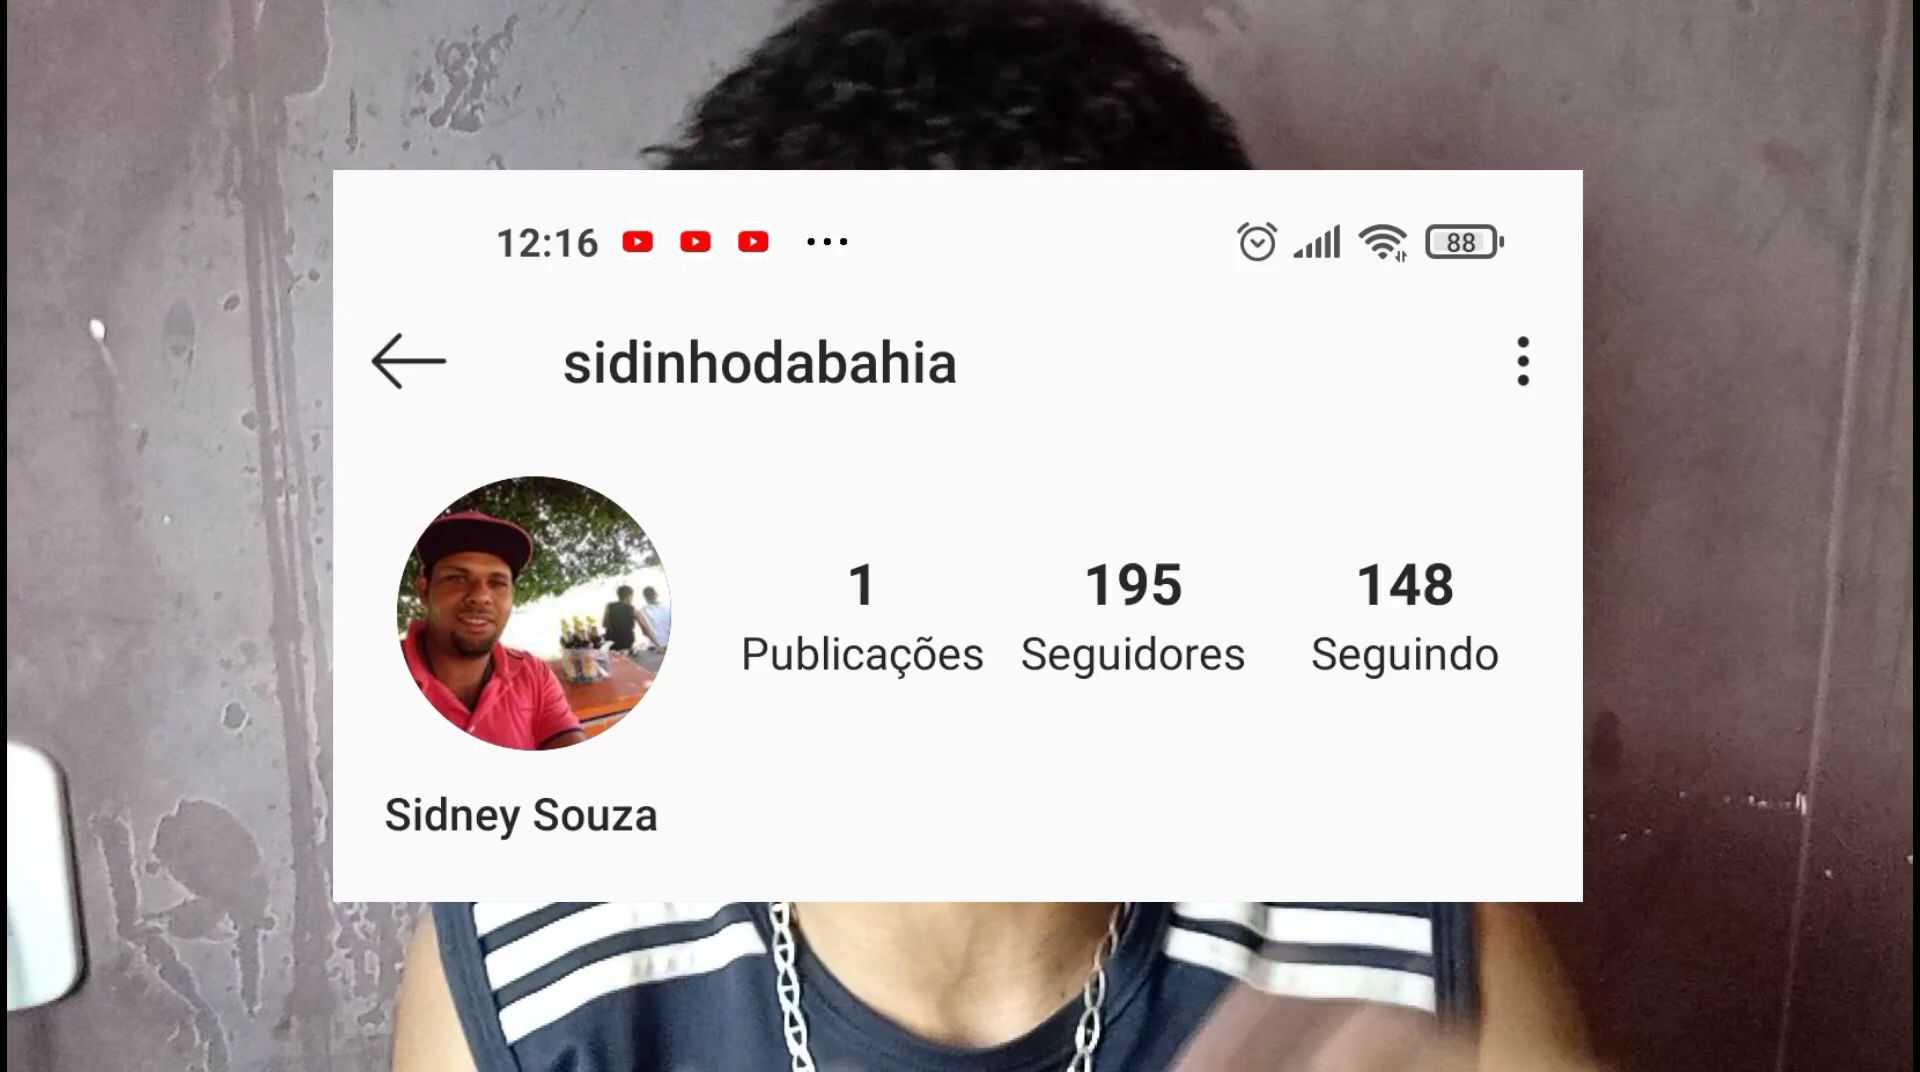 12:16 88
sidinhodabahia
1 195 148
Publicações Seguidores Seguindo
Sidney Souza